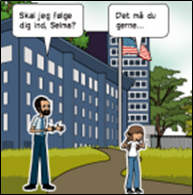 Skal jeg følge
dig ind, Selma?
Det må du
gerne...